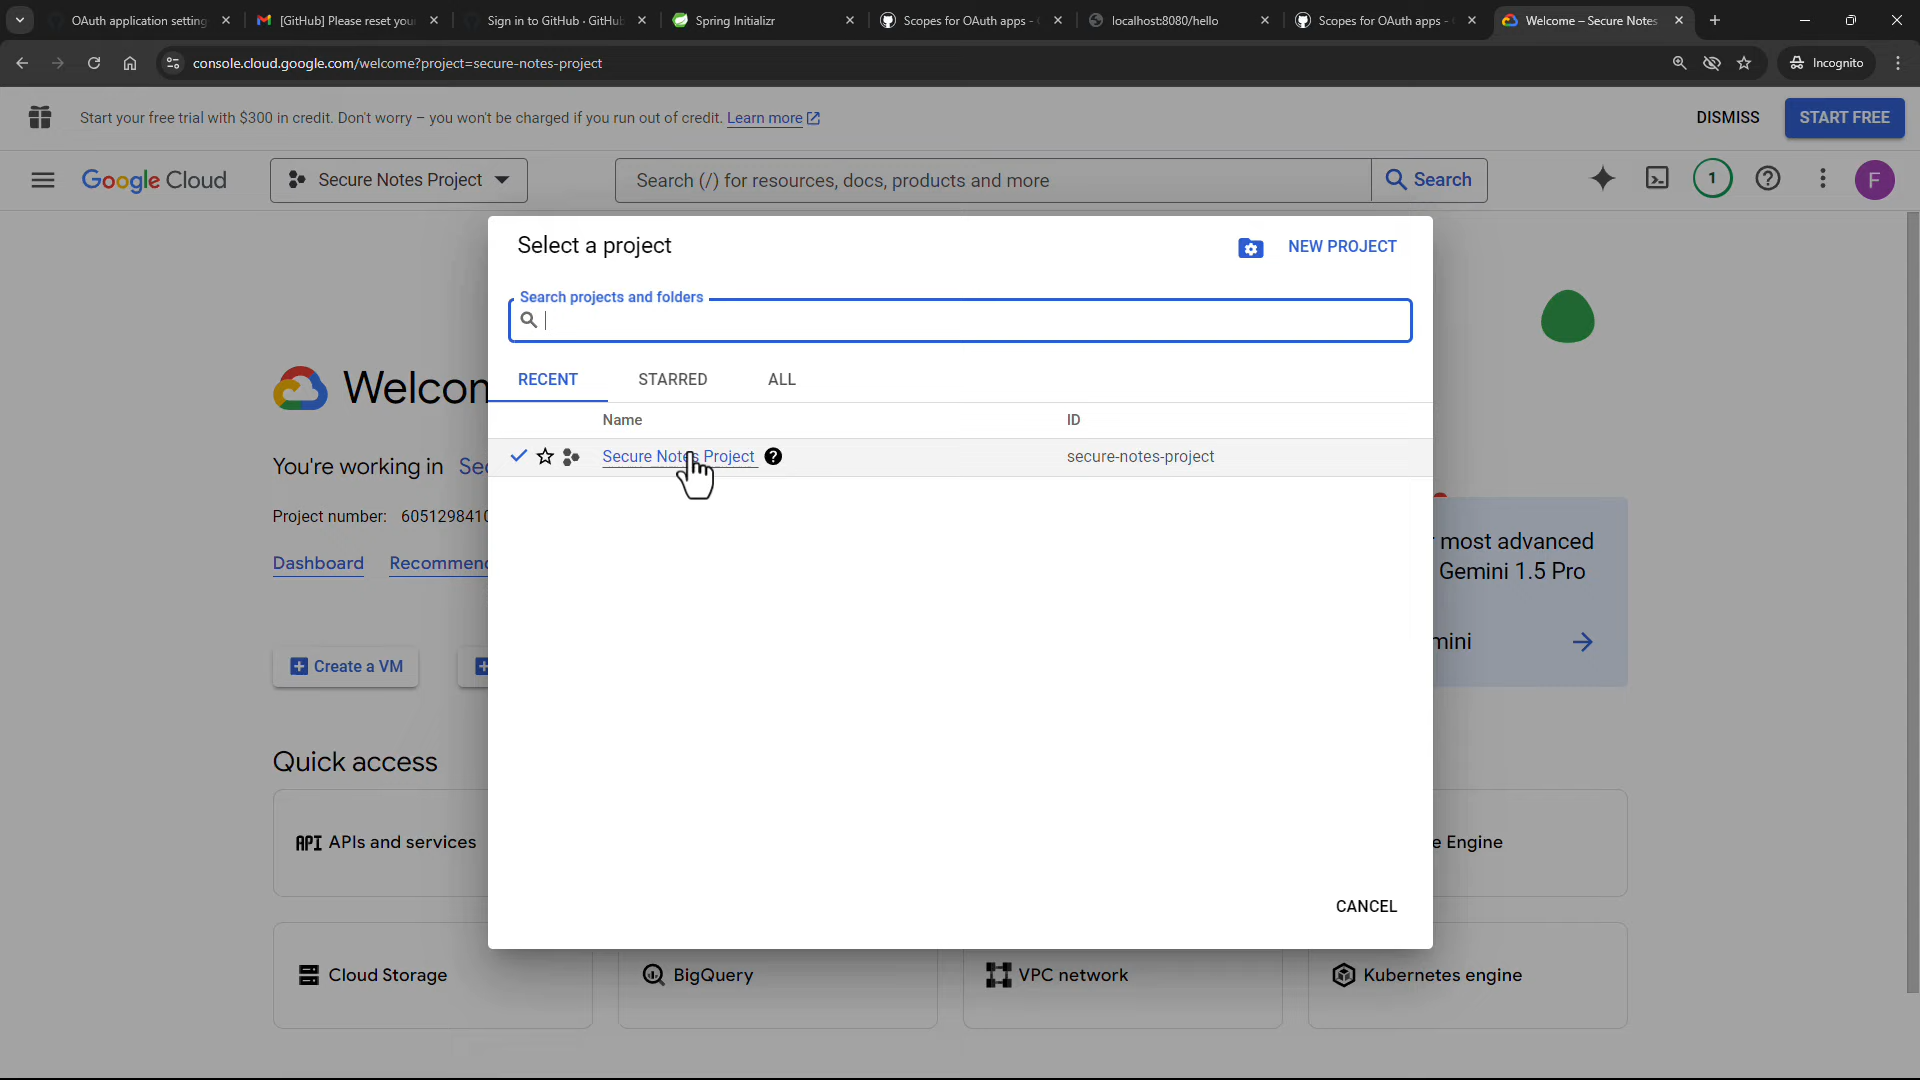 OAuth application setting
[GitHub] Please reset you
Sign in to GitHub · GitHub
Spring Initializr
Scopes for OAuth apps -
localhost:8080/hello
Scopes for OAuth apps -
Welcome – Secure Notes
console.cloud.google.com/welcome?project=secure-notes-project
Incognito
Start your free trial with $300 in credit. Don't worry – you won't be charged if you run out of credit. Learn more
DISMISS
START FREE
Google Cloud
Secure Notes Project
Search (/) for resources, docs, products and more
Search
1
F
Select a project
NEW PROJECT
Search projects and folders
RECENT
STARRED
ALL
Name
ID
Secure Notes Project
secure-notes-project
CANCEL
Welcom
You're working in Se
Project number: 6051298410
Dashboard
Recommend
most advanced
Gemini 1.5 Pro
mini
Create a VM
Quick access
API APIs and services
e Engine
Cloud Storage
BigQuery
VPC network
Kubernetes engine